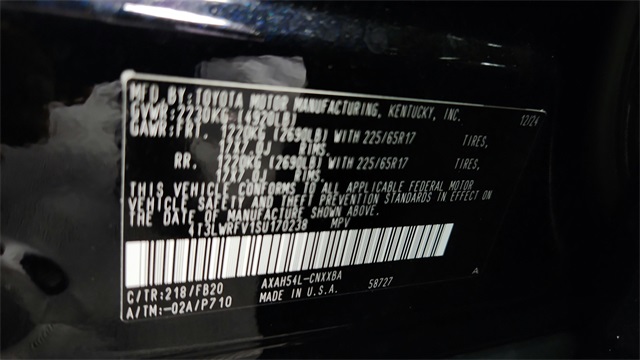 MFD BY:TOYOTA MOTOR MANUFACTURING, KENTUCKY, INC.
GVWR:2230KG (4920LB) 12/24
GAWR:FRT. 1220KG (2690LB) WITH 225/65R17 TIRES,
17X7.0J RIMS.
RR. 1220KG (2690LB) WITH 225/65R17 TIRES,
17X7.0J RIMS.
THIS VEHICLE CONFORMS TO ALL APPLICABLE FEDERAL MOTOR
VEHICLE SAFETY AND THEFT PREVENTION STANDARDS IN EFFECT ON
THE DATE OF MANUFACTURE SHOWN ABOVE.
4T3LWRFV1SU170238 MPV
C/TR:218/FB20 AXAH54L-CNXXBA 58727 A
A/TM:-02A/P710 MADE IN U.S.A.